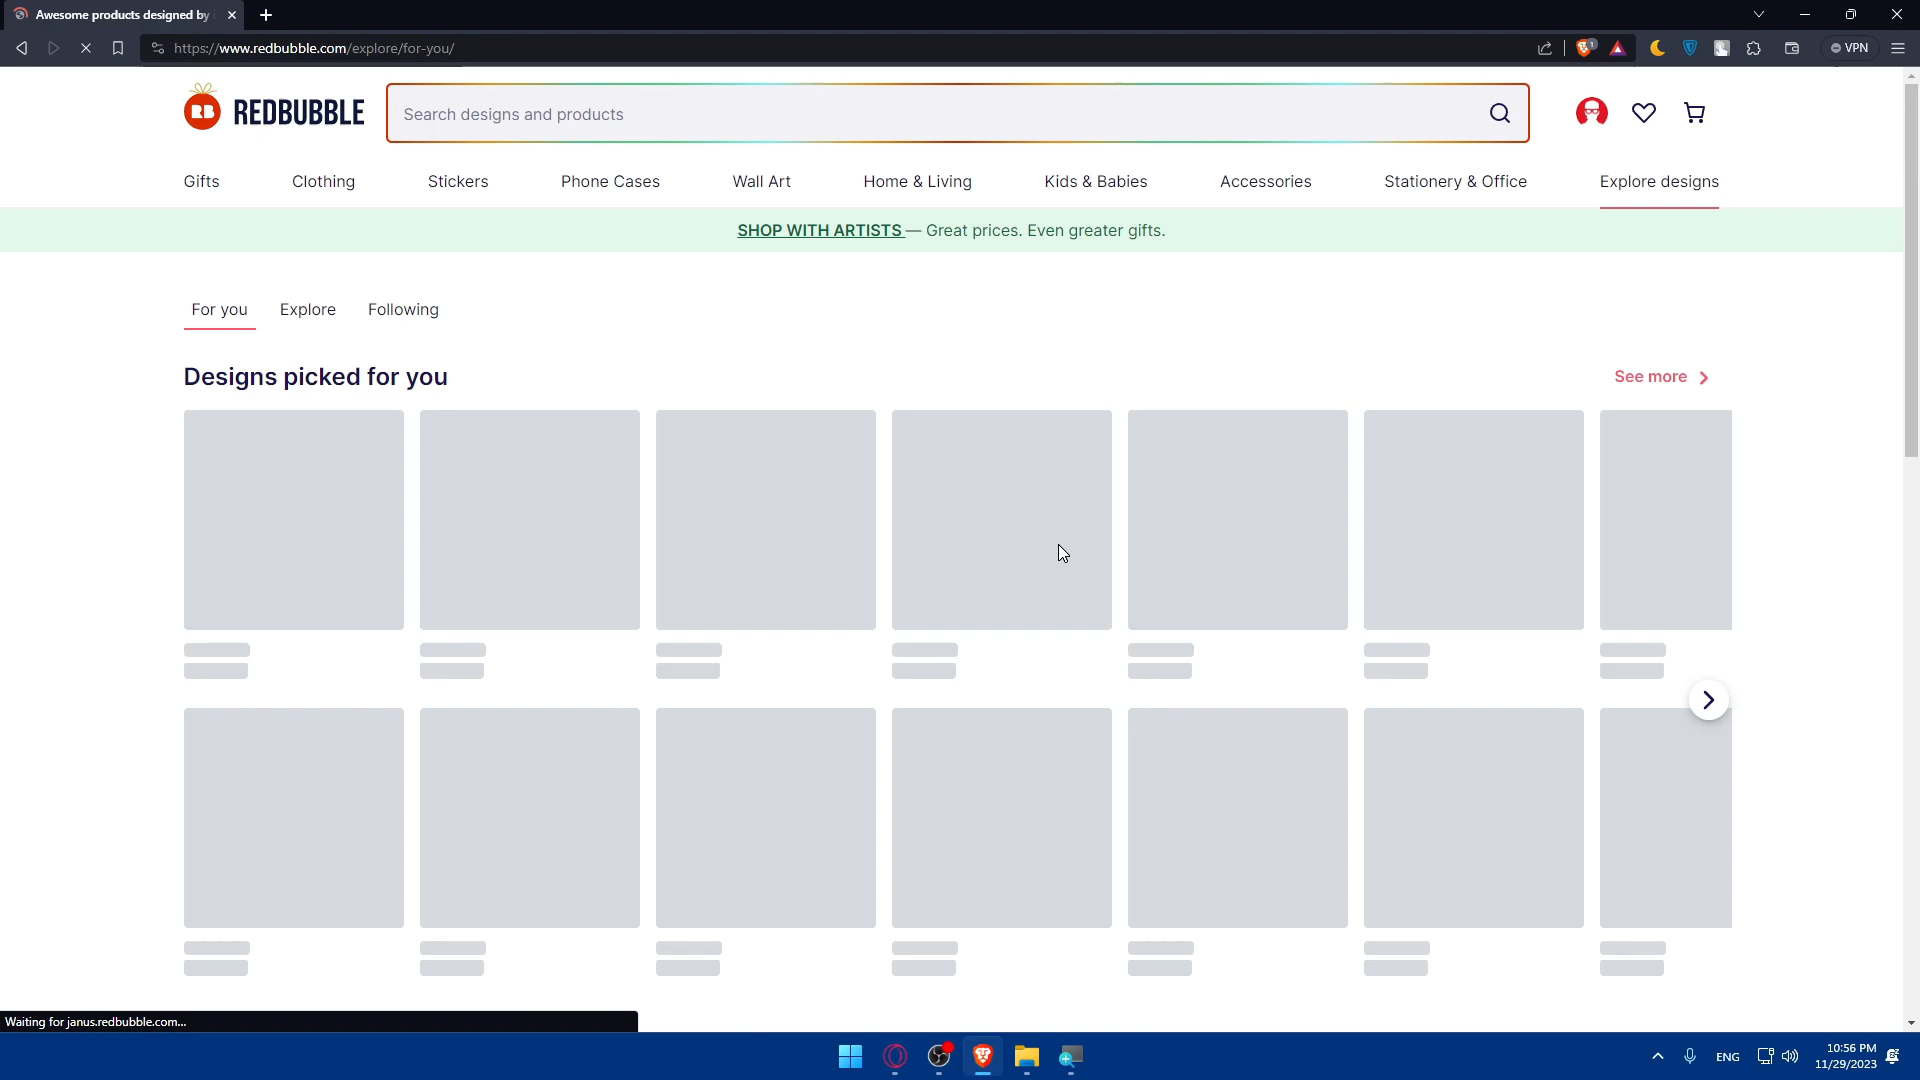 Awesome products designed by
https://www.redbubble.com/explore/for-you/
1
VPN
RB REDBUBBLE
Search designs and products
Gifts Clothing Stickers Phone Cases Wall Art Home & Living Kids & Babies Accessories Stationery & Office Explore designs
SHOP WITH ARTISTS — Great prices. Even greater gifts.
For you Explore Following
Designs picked for you
See more
Waiting for janus.redbubble.com...
ENG
10:56 PM
11/29/2023